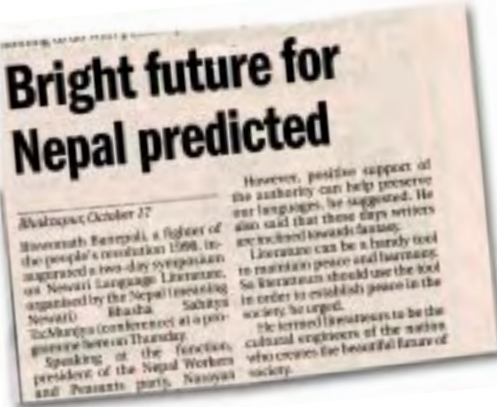 Bright future for
Nepal predicted
Bhaktapur, October 17
a fighter of
the people's revolution 1990, in-
augurated a two-day symposium
on Newari Language Literature,
organised by the Nepal (meaning
Newari) Bhasha Sahitya
(conference) at a pro-
gramme here on Thursday.
Speaking at the function,
president of the Nepal Workers
and Peasants party, Narayan
However, positive support of
the authority can help preserve
our languages, he suggested. He
also said that these days writers
are inclined towards fantasy.
Literature can be a handy tool
to maintain peace and harmony.
So literateurs should use the tool
in order to establish peace in the
society, he urged.
He termed literateurs to be the
cultural engineers of the nation
who creates the beautiful future of
society.